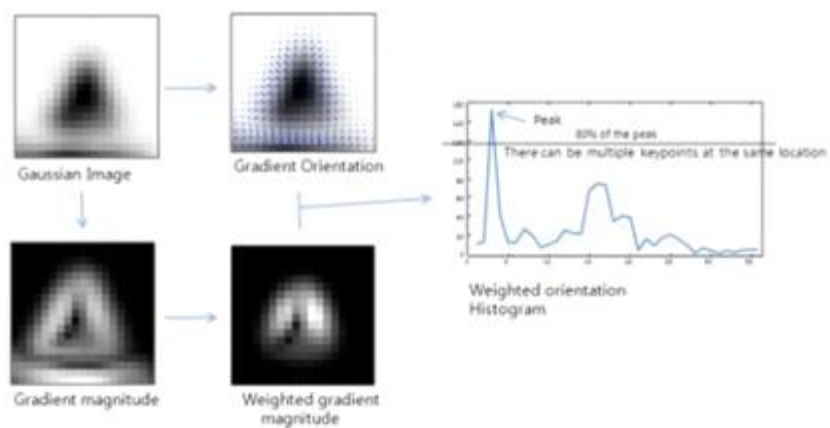 Gaussian Image
Gradient Orientation
Peak
80% of the peak
There can be multiple keypoints at the same location
Weighted orientation
Histogram
Gradient magnitude
Weighted gradient
magnitude